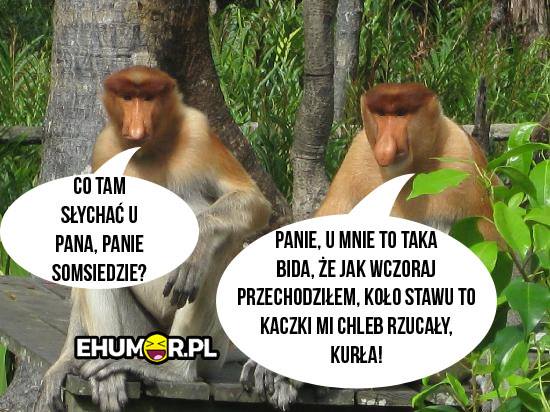 CO TAM
SŁYCHAĆ U
PANA, PANIE
SOMSIEDZIE?
PANIE, U MNIE TO TAKA
BIDA, ŻE JAK WCZORAJ
PRZECHODZIŁEM, KOŁO STAWU TO
KACZKI MI CHLEB RZUCAŁY,
KURŁA!
EHUMOR.PL